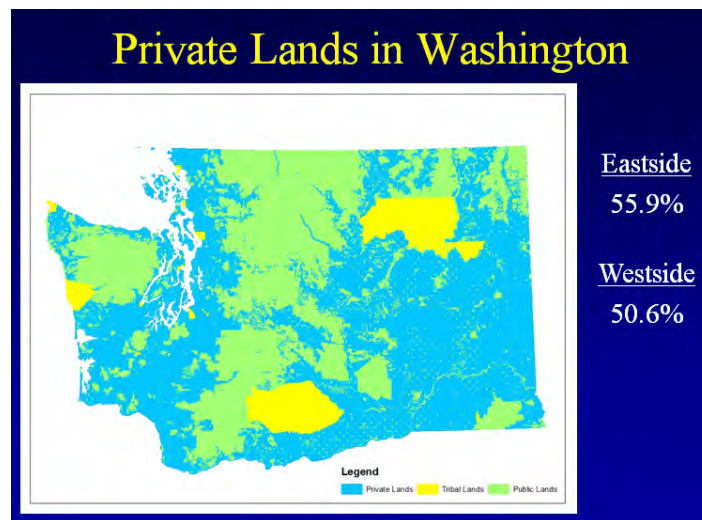 Private Lands in Washington
Eastside
55.9%
Westside
50.6%
Legend
Private Lands
Tribal Lands
Public Lands